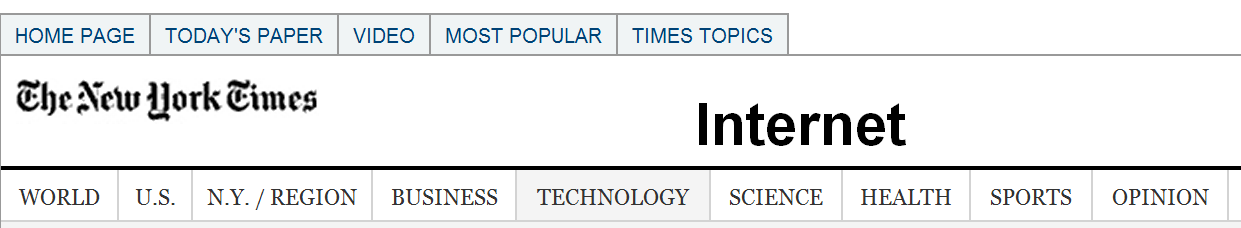 HOME PAGE TODAY'S PAPER VIDEO MOST POPULAR TIMES TOPICS
The New York Times
Internet
WORLD U.S. N.Y. / REGION BUSINESS TECHNOLOGY SCIENCE HEALTH SPORTS OPINION